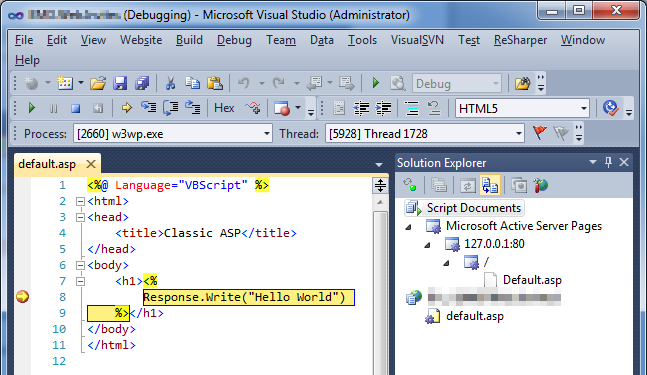 (Debugging) - Microsoft Visual Studio (Administrator)
File Edit View Website Build Debug Team Data Tools VisualSVN Test ReSharper Window
Help
Debug
Hex HTML5
Process: [2660] w3wp.exe Thread: [5928] Thread 1728
default.asp
1 <%@ Language="VBScript" %>
2 <html>
3 <head>
4 <title>Classic ASP</title>
5 </head>
6 <body>
7 <h1><%
8 Response.Write("Hello World")
9 %></h1>
10 </body>
11 </html>
12
Solution Explorer
Script Documents
Microsoft Active Server Pages
127.0.0.1:80
/
Default.asp
default.asp